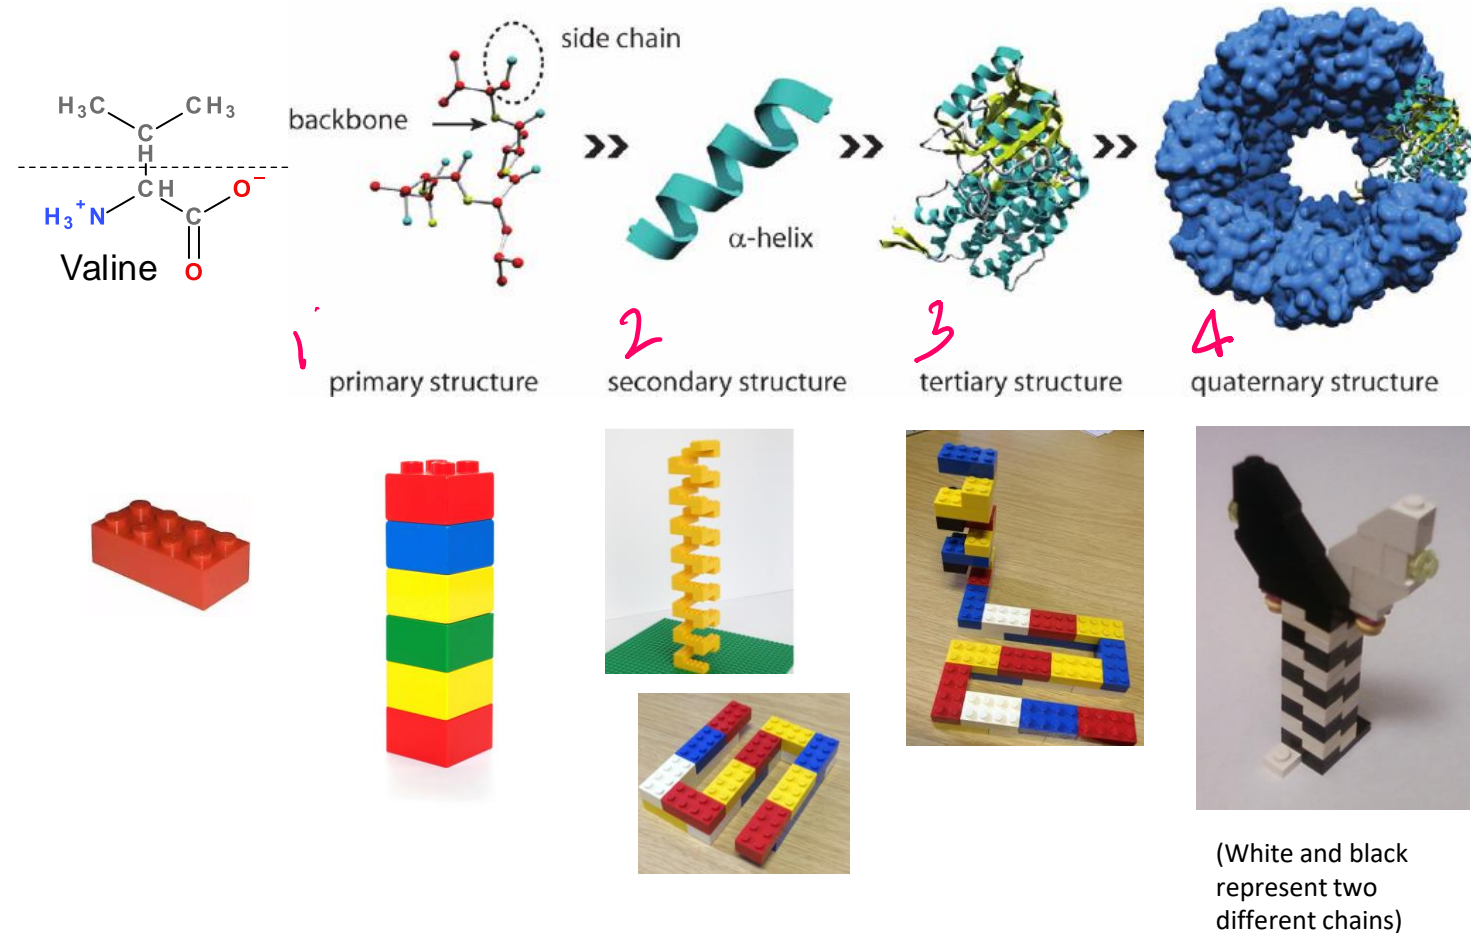 side chain
backbone
H₃C CH₃
C
H
CH
O⁻
H₃⁺N
C
O
Valine
α-helix
1
2
3
4
primary structure
secondary structure
tertiary structure
quaternary structure
(White and black
represent two
different chains)